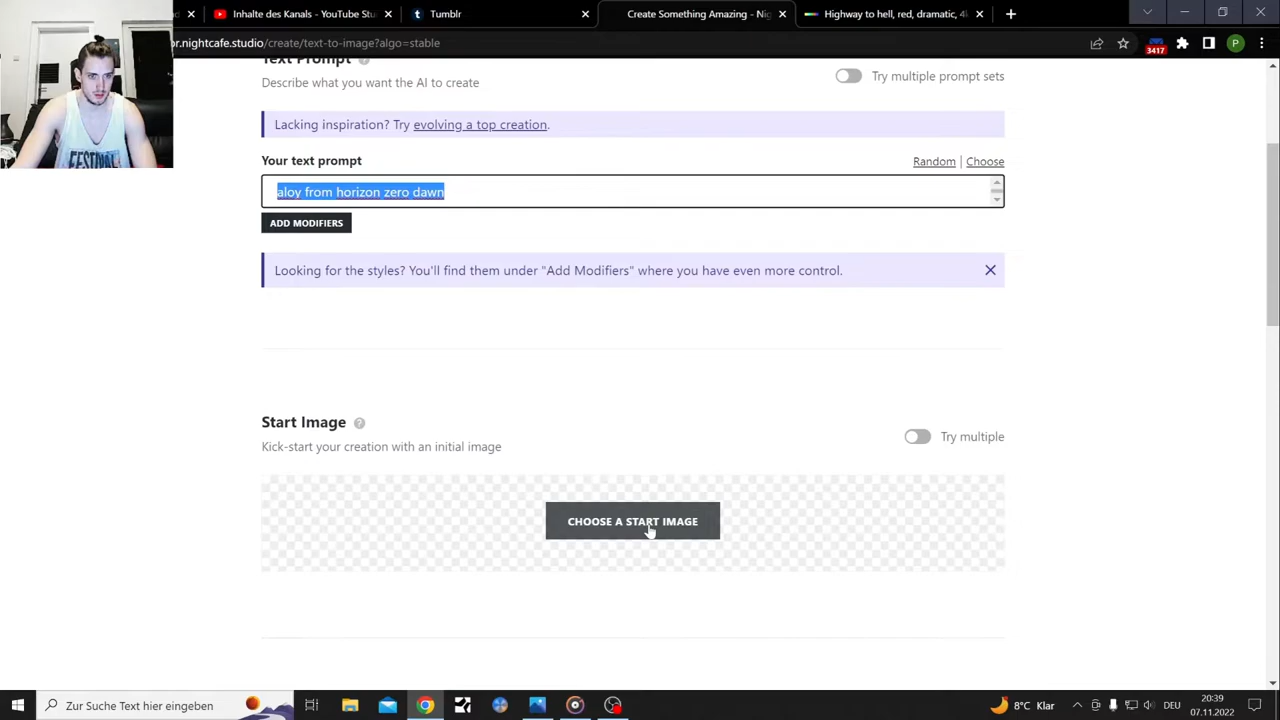 Inhalte des Kanals - YouTube Stu
Tumblr
Create Something Amazing - Nig
Highway to hell, red, dramatic, 4k
or.nightcafe.studio/create/text-to-image?algo=stable
3417
P
Text Prompt
Describe what you want the AI to create
Try multiple prompt sets
Lacking inspiration? Try evolving a top creation.
Your text prompt
Random | Choose
aloy from horizon zero dawn
ADD MODIFIERS
Looking for the styles? You'll find them under "Add Modifiers" where you have even more control.
Start Image
Kick-start your creation with an initial image
Try multiple
CHOOSE A START IMAGE
Zur Suche Text hier eingeben
8°C Klar
DEU
20:39
07.11.2022